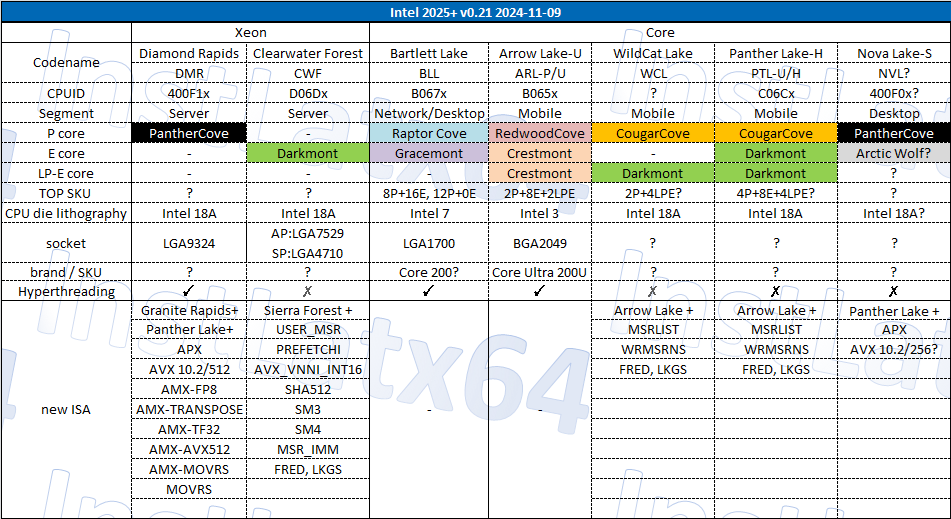 Intel 2025+ v0.21 2024-11-09
Xeon Core
Codename Diamond Rapids Clearwater Forest Bartlett Lake Arrow Lake-U WildCat Lake Panther Lake-H Nova Lake-S
DMR CWF BLL ARL-P/U WCL PTL-U/H NVL?
CPUID 400F1x D06Dx B067x B065x ? C06Cx 400F0x?
Segment Server Server Network/Desktop Mobile Mobile Mobile Desktop
P core PantherCove - Raptor Cove RedwoodCove CougarCove CougarCove PantherCove
E core - Darkmont Gracemont Crestmont - Darkmont Arctic Wolf?
LP-E core - - - Crestmont Darkmont Darkmont ?
TOP SKU ? ? 8P+16E, 12P+0E 2P+8E+2LPE 2P+4LPE? 4P+8E+4LPE? ?
CPU die lithography Intel 18A Intel 18A Intel 7 Intel 3 Intel 18A Intel 18A Intel 18A?
socket LGA9324 AP:LGA7529 LGA1700 BGA2049 ? ? ?
SP:LGA4710
brand / SKU ? ? Core 200? Core Ultra 200U ? ? ?
Hyperthreading ✓ ✗ ✓ ✓ ✗ ✗ ✗
new ISA Granite Rapids+ Sierra Forest + - - Arrow Lake + Arrow Lake + Panther Lake +
Panther Lake+ USER_MSR MSRLIST MSRLIST APX
APX PREFETCHI WRMSRNS WRMSRNS AVX 10.2/256?
AVX 10.2/512 AVX_VNNI_INT16 FRED, LKGS FRED, LKGS
AMX-FP8 SHA512
AMX-TRANSPOSE SM3
AMX-TF32 SM4
AMX-AVX512 MSR_IMM
AMX-MOVRS FRED, LKGS
MOVRS
InstLatx64